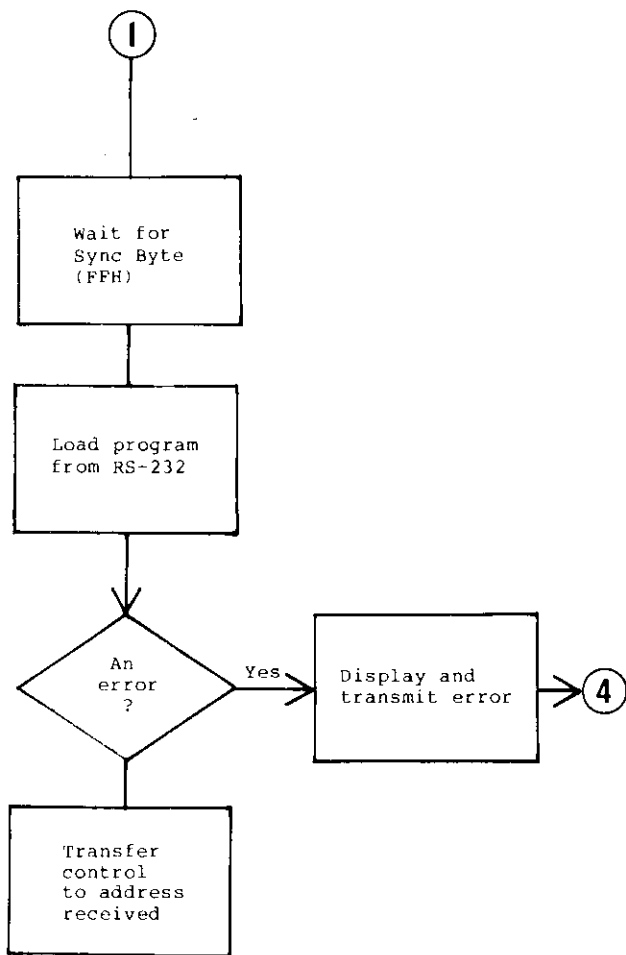 1
Wait for
Sync Byte
(FFH)
Load program
from RS-232
An
error
?
Yes
Display and
transmit error
4
Transfer
control
to address
received